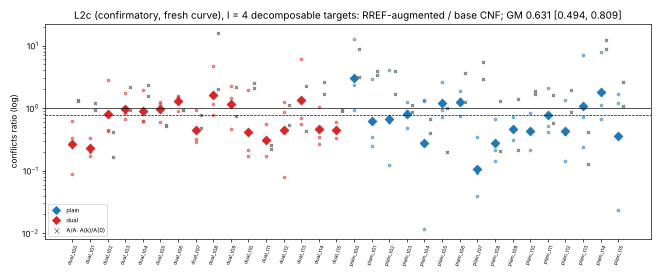 L2c (confirmatory, fresh curve), l = 4 decomposable targets: RREF-augmented / base CNF; GM 0.631 [0.494, 0.809]
conflicts ratio (log)
10¹
10⁰
10⁻¹
10⁻²
plain
dual
A/A: A(k)/A(0)
dual_t00
dual_t01
dual_t02
dual_t03
dual_t04
dual_t05
dual_t06
dual_t07
dual_t08
dual_t09
dual_t10
dual_t11
dual_t12
dual_t13
dual_t14
dual_t15
plain_t00
plain_t01
plain_t02
plain_t03
plain_t04
plain_t05
plain_t06
plain_t07
plain_t08
plain_t09
plain_t10
plain_t11
plain_t12
plain_t13
plain_t14
plain_t15